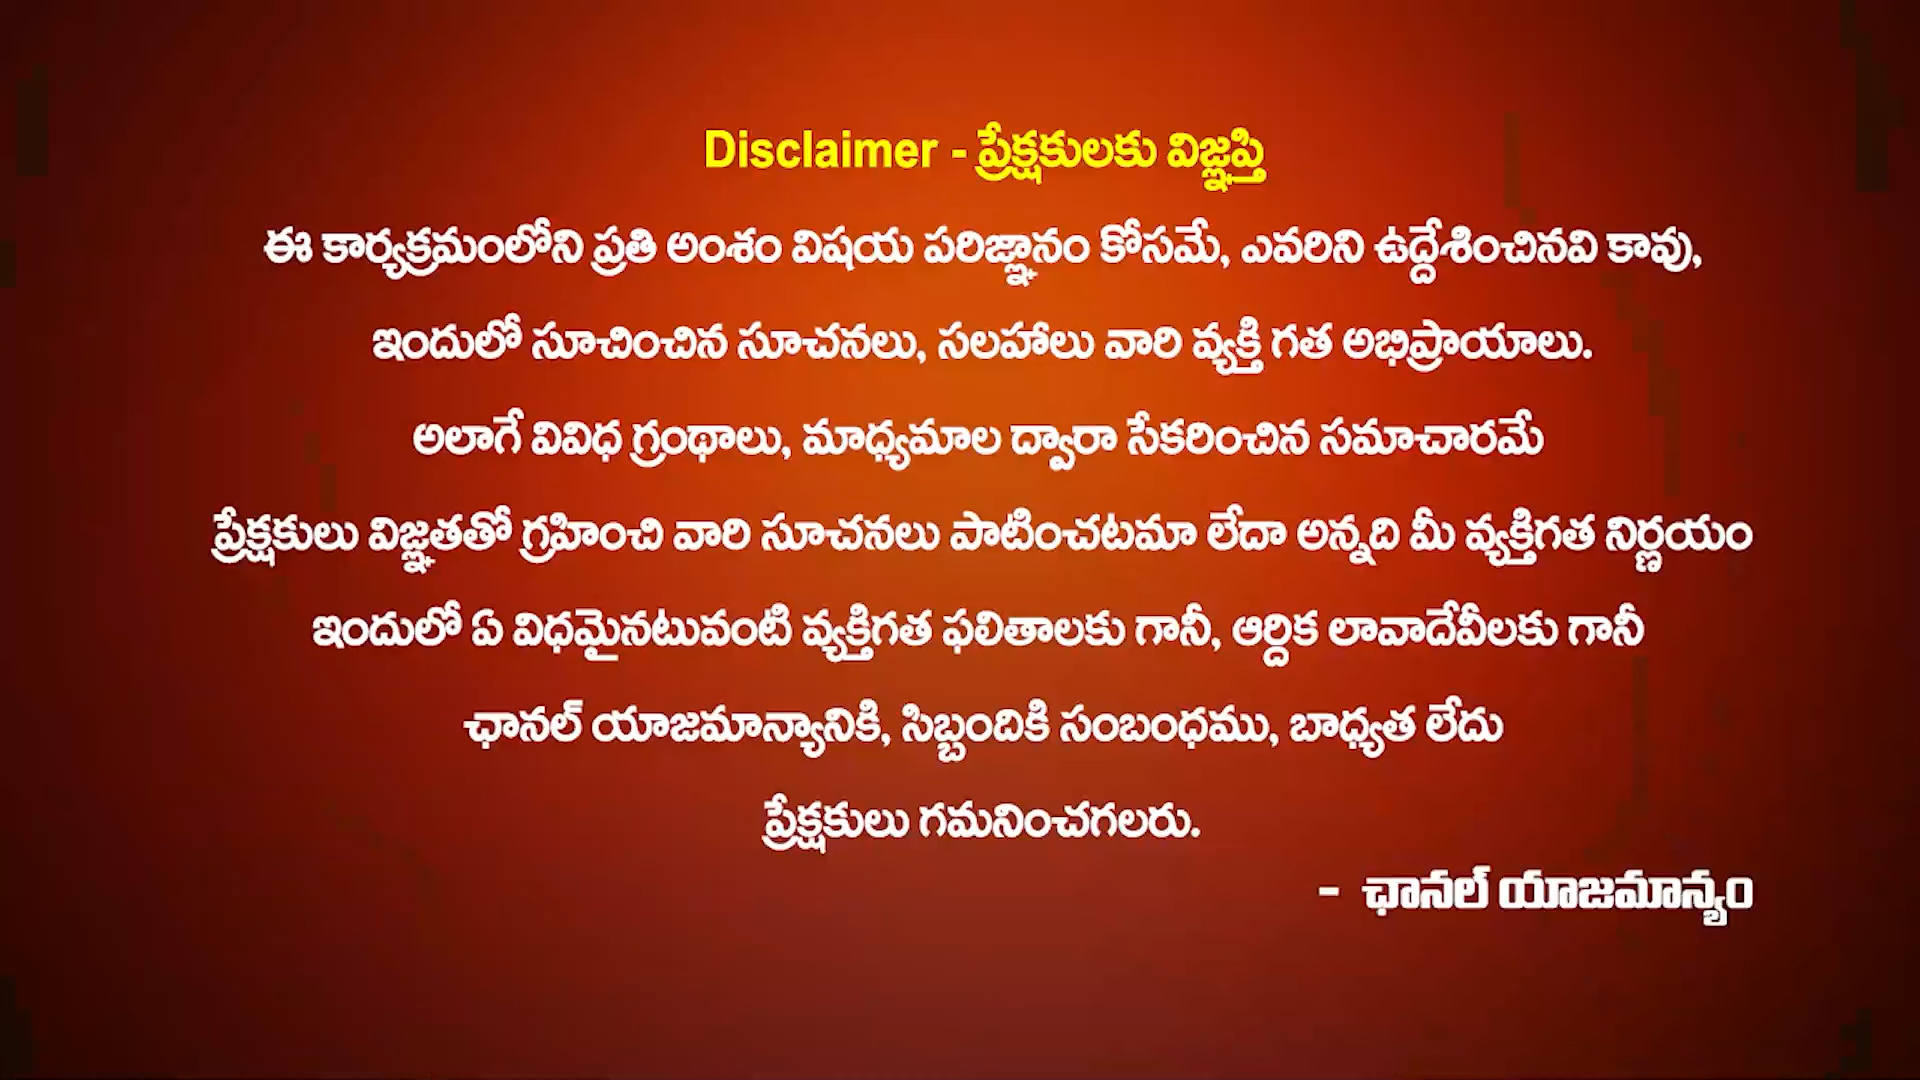 Disclaimer - ప్రేక్షకులకు విజ్ఞప్తి
ఈ కార్యక్రమంలోని ప్రతి అంశం విషయ పరిజ్ఞానం కోసమే, ఎవరిని ఉద్దేశించినవి కావు,
ఇందులో సూచించిన సూచనలు, సలహాలు వారి వ్యక్తి గత అభిప్రాయాలు.
అలాగే వివిధ గ్రంథాలు, మాధ్యమాల ద్వారా సేకరించిన సమాచారమే
ప్రేక్షకులు విజ్ఞతతో గ్రహించి వారి సూచనలు పాటించటమా లేదా అన్నది మీ వ్యక్తిగత నిర్ణయం
ఇందులో ఏ విధమైనటువంటి వ్యక్తిగత ఫలితాలకు గానీ, ఆర్దిక లావాదేవీలకు గానీ
ఛానల్ యాజమాన్యానికి, సిబ్బందికి సంబంధము, బాధ్యత లేదు
ప్రేక్షకులు గమనించగలరు.
- ఛానల్ యాజమాన్యం